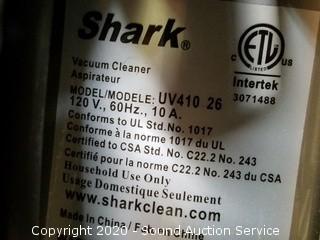 Shark®
ETL
LISTED
C US
Intertek
3071488
Vacuum Cleaner
Aspirateur
MODEL/MODELE: UV410 26
120 V., 60Hz., 10 A.
Conforms to UL Std.No. 1017
Conforme à la norme 1017 du UL
Certified to CSA Std. No. C22.2 No. 243
Certifié pour la norme C22.2 No. 243 du CSA
Household Use Only
Usage Domestique Seulement
www.sharkclean.com
Made In China /
Copyright 2020 - Sound Auction Service